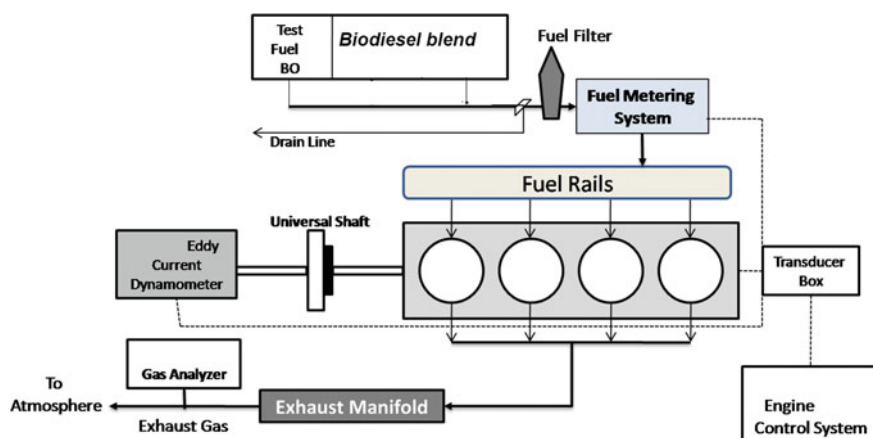 Test
Fuel
BO
Biodiesel blend
Fuel Filter
Fuel Metering
System
Drain Line
Fuel Rails
Universal Shaft
Eddy
Current
Dynamometer
Transducer
Box
Gas Analyzer
To
Atmosphere
Exhaust Manifold
Exhaust Gas
Engine
Control System